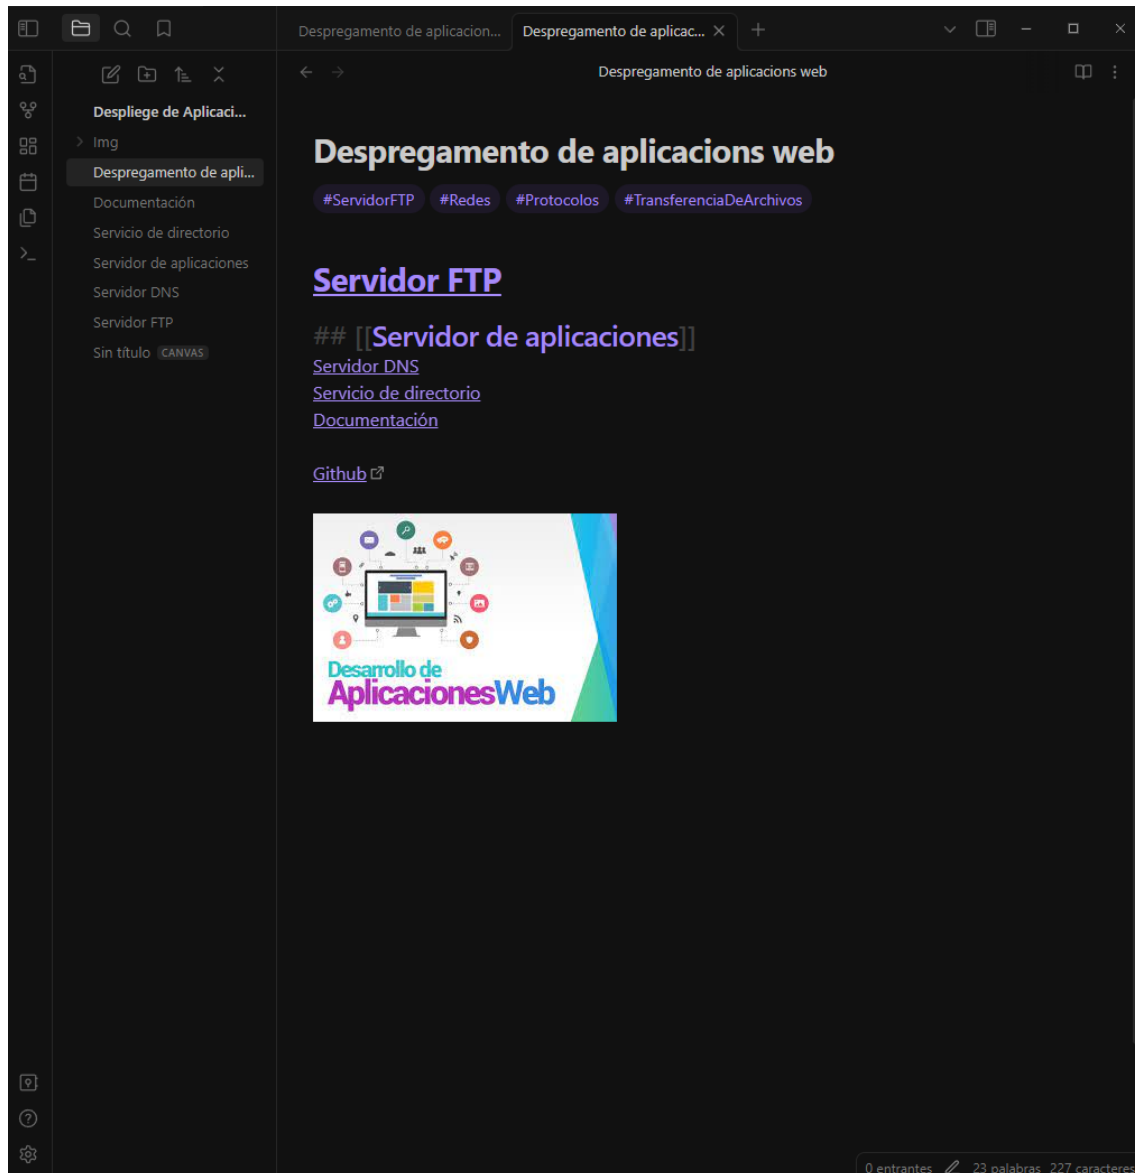 Despregamento de aplicacion...
Despregamento de aplicac...
Despregamento de aplicacions web
Despliege de Aplicaci...
Img
Despregamento de apli...
Documentación
Servicio de directorio
Servidor de aplicaciones
Servidor DNS
Servidor FTP
Sin título CANVAS
Despregamento de aplicacions web
#ServidorFTP #Redes #Protocolos #TransferenciaDeArchivos
Servidor FTP
## [[Servidor de aplicaciones]]
Servidor DNS
Servicio de directorio
Documentación
Github
Desarrollo de
AplicacionesWeb
0 entrantes 23 palabras 227 caracteres